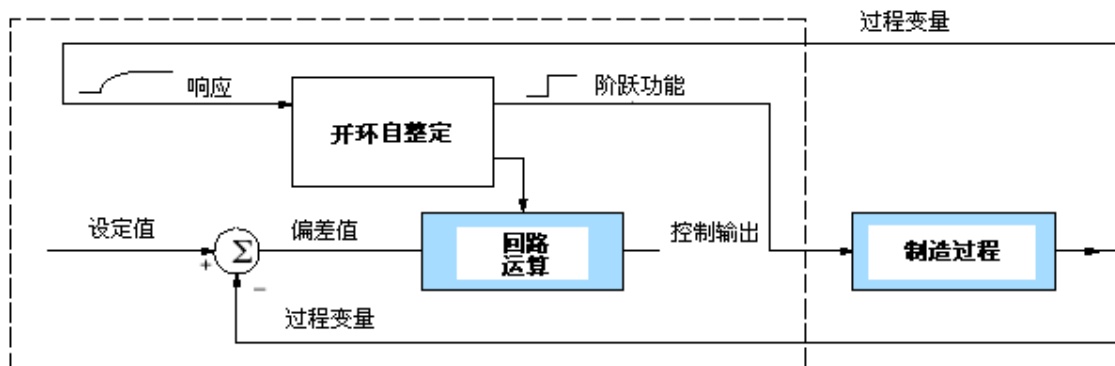 过程变量
响应
阶跃功能
开环自整定
设定值
偏差值
回路
运算
控制输出
制造过程
+
Σ
−
过程变量